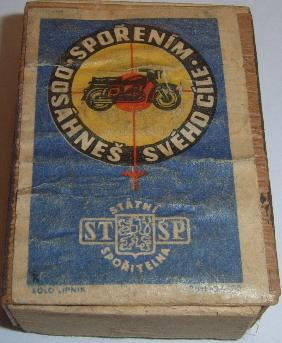 SPOŘENÍM · DOSÁHNEŠ SVÉHO CÍLE ·
STÁTNÍ
ST SP
SPOŘITELNA
SOLO LIPNÍK